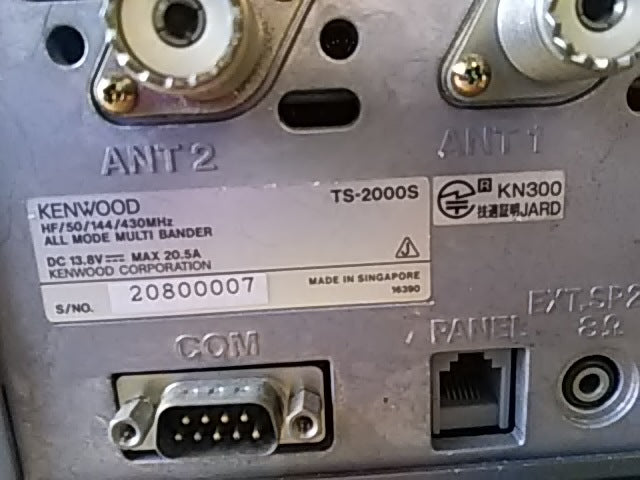 ANT 2
ANT 1
KENWOOD
TS-2000S
HF/50/144/430MHz
ALL MODE MULTI BANDER
DC 13.8V MAX 20.5A
KENWOOD CORPORATION
S/NO. 20800007
MADE IN SINGAPORE
16390
R KN300
技適証明JARD
COM
PANEL
EXT.SP2
8Ω